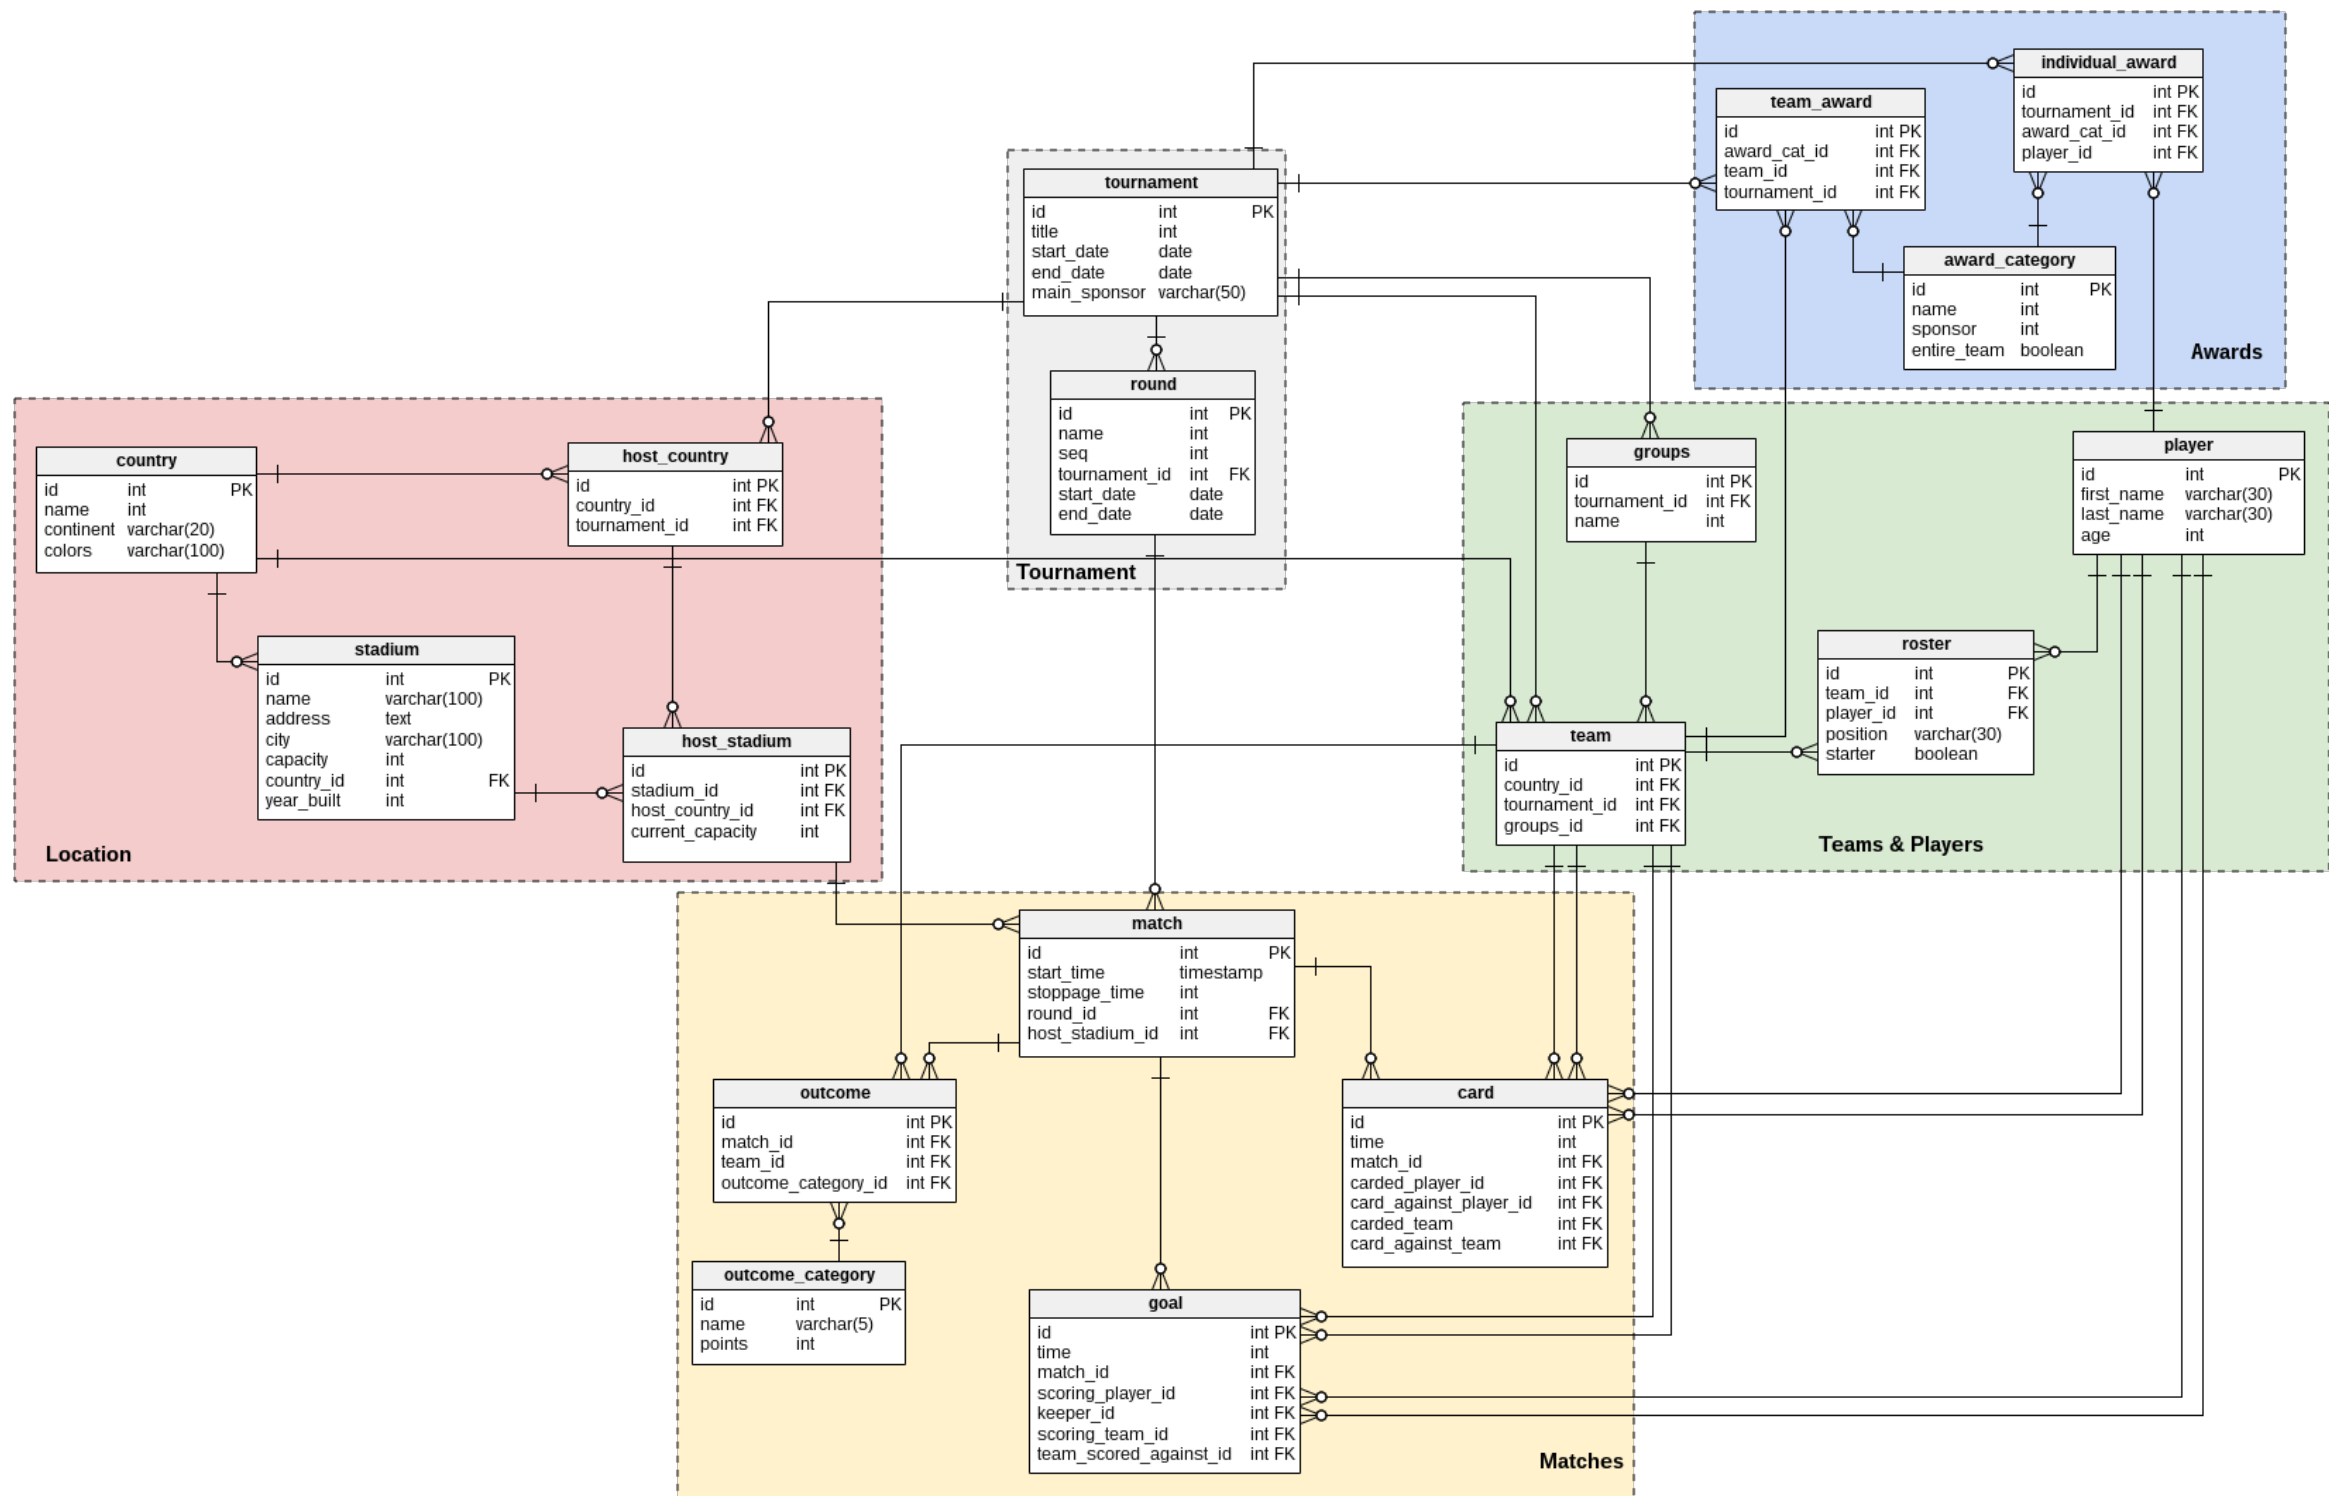 individual_award
id int PK
tournament_id int FK
award_cat_id int FK
player_id int FK
team_award
id int PK
award_cat_id int FK
team_id int FK
tournament_id int FK
award_category
id int PK
name int
sponsor int
entire_team boolean
Awards
tournament
id int PK
title int
start_date date
end_date date
main_sponsor varchar(50)
round
id int PK
name int
seq int
tournament_id int FK
start_date date
end_date date
Tournament
country
id int PK
name int
continent varchar(20)
colors varchar(100)
host_country
id int PK
country_id int FK
tournament_id int FK
stadium
id int PK
name varchar(100)
address text
city varchar(100)
capacity int
country_id int FK
year_built int
host_stadium
id int PK
stadium_id int FK
host_country_id int FK
current_capacity int
Location
groups
id int PK
tournament_id int FK
name int
player
id int PK
first_name varchar(30)
last_name varchar(30)
age int
roster
id int PK
team_id int FK
player_id int FK
position varchar(30)
starter boolean
team
id int PK
country_id int FK
tournament_id int FK
groups_id int FK
Teams & Players
match
id int PK
start_time timestamp
stoppage_time int
round_id int FK
host_stadium_id int FK
outcome
id int PK
match_id int FK
team_id int FK
outcome_category_id int FK
card
id int PK
time int
match_id int FK
carded_player_id int FK
card_against_player_id int FK
carded_team int FK
card_against_team int FK
outcome_category
id int PK
name varchar(5)
points int
goal
id int PK
time int
match_id int FK
scoring_player_id int FK
keeper_id int FK
scoring_team_id int FK
team_scored_against_id int FK
Matches